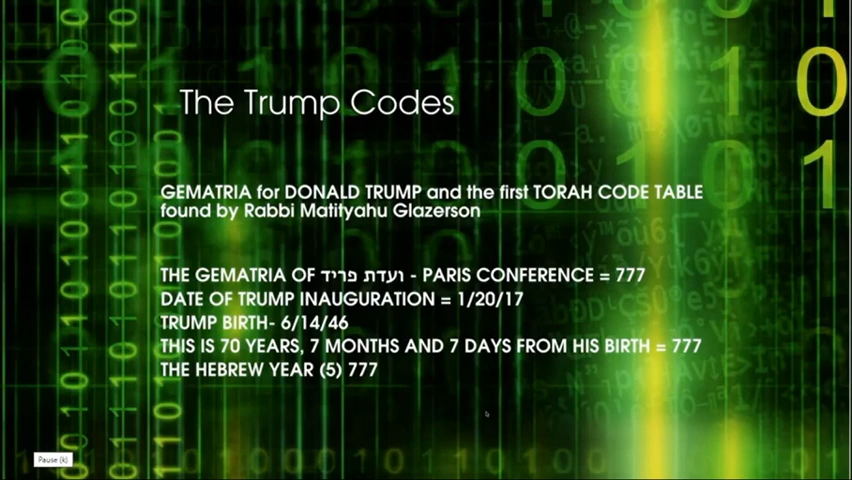 The Trump Codes
GEMATRIA for DONALD TRUMP and the first TORAH CODE TABLE
found by Rabbi Matityahu Glazerson
THE GEMATRIA OF ועדת פריד - PARIS CONFERENCE = 777
DATE OF TRUMP INAUGURATION = 1/20/17
TRUMP BIRTH- 6/14/46
THIS IS 70 YEARS, 7 MONTHS AND 7 DAYS FROM HIS BIRTH = 777
THE HEBREW YEAR (5) 777
Pause (k)